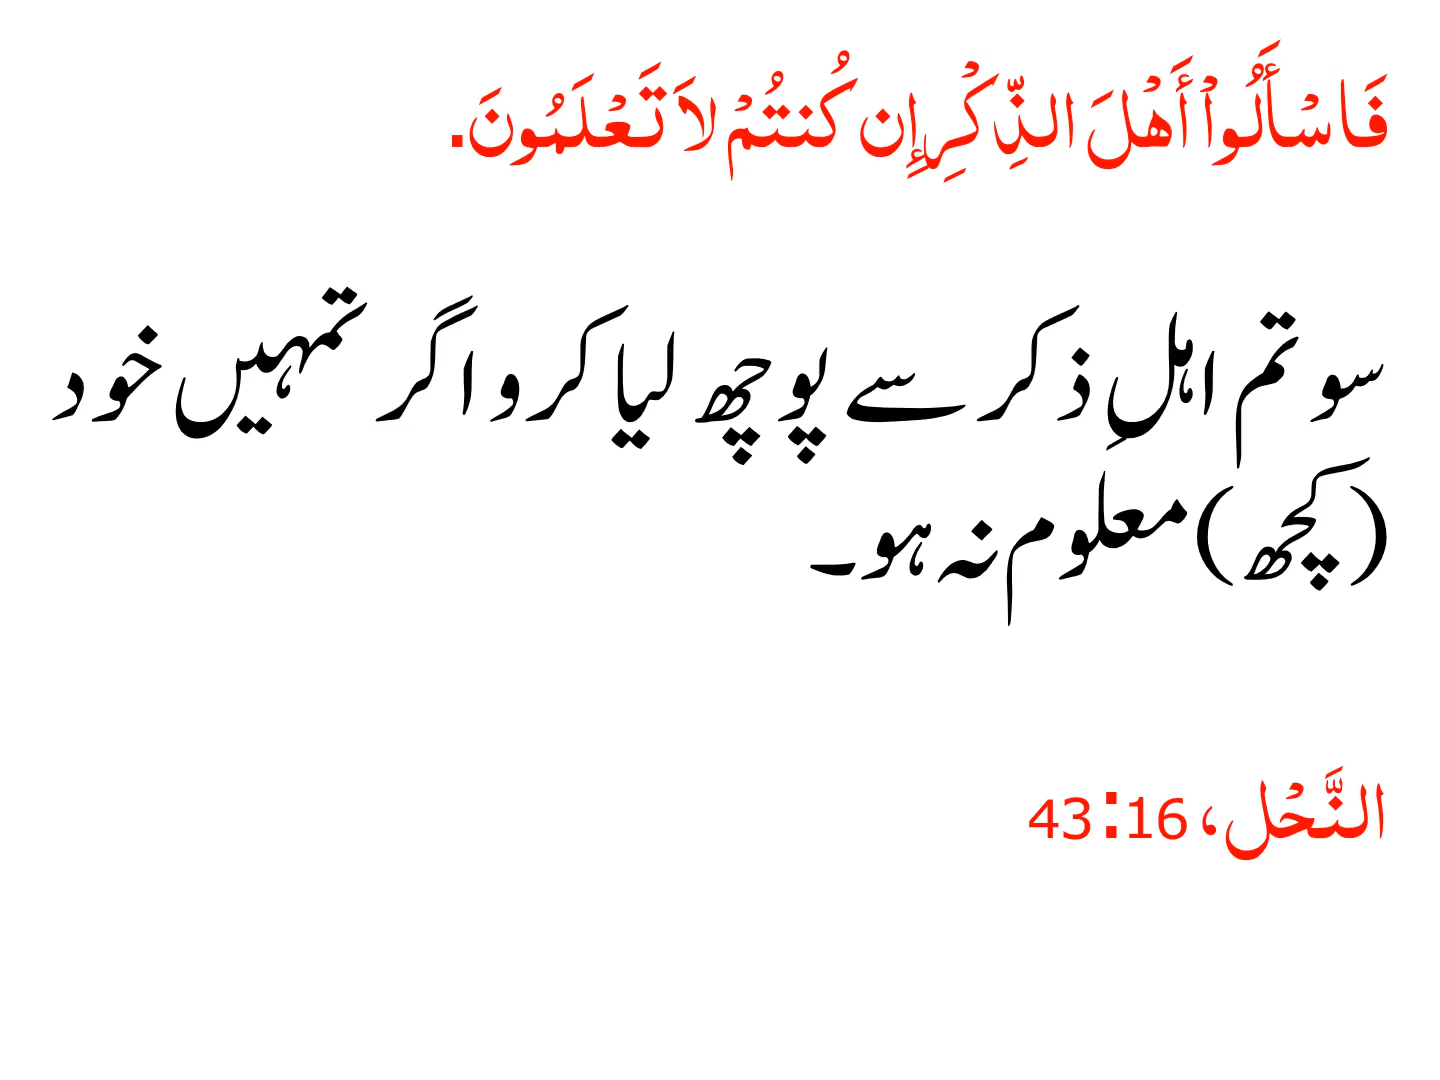 فَاسْأَلُواْ أَهْلَ الذِّكْرِ إِن كُنتُمْ لاَ تَعْلَمُونَ.
سو تم اہلِ ذکر سے پوچھ لیا کرو اگر تمہیں خود
(کچھ) معلوم نہ ہو۔
النَّحْل، 16:43